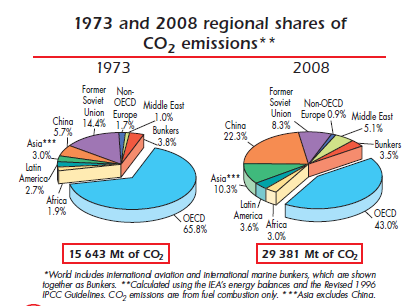 1973 and 2008 regional shares of
CO2 emissions**
1973
2008
Former
Soviet
Union
14.4%
Non-
OECD
Europe
1.7%
Middle East
1.0%
Bunkers
3.8%
China
5.7%
Asia***
3.0%
Latin
America
2.7%
Africa
1.9%
OECD
65.8%
15 643 Mt of CO2
Former
Soviet
Union
8.3%
Non-OECD
Europe 0.9%
Middle East
5.1%
Bunkers
3.5%
China
22.3%
Asia***
10.3%
Latin
America
3.6%
Africa
3.0%
OECD
43.0%
29 381 Mt of CO2
*World includes international aviation and international marine bunkers, which are shown
together as Bunkers. **Calculated using the IEA's energy balances and the Revised 1996
IPCC Guidelines. CO2 emissions are from fuel combustion only. ***Asia excludes China.